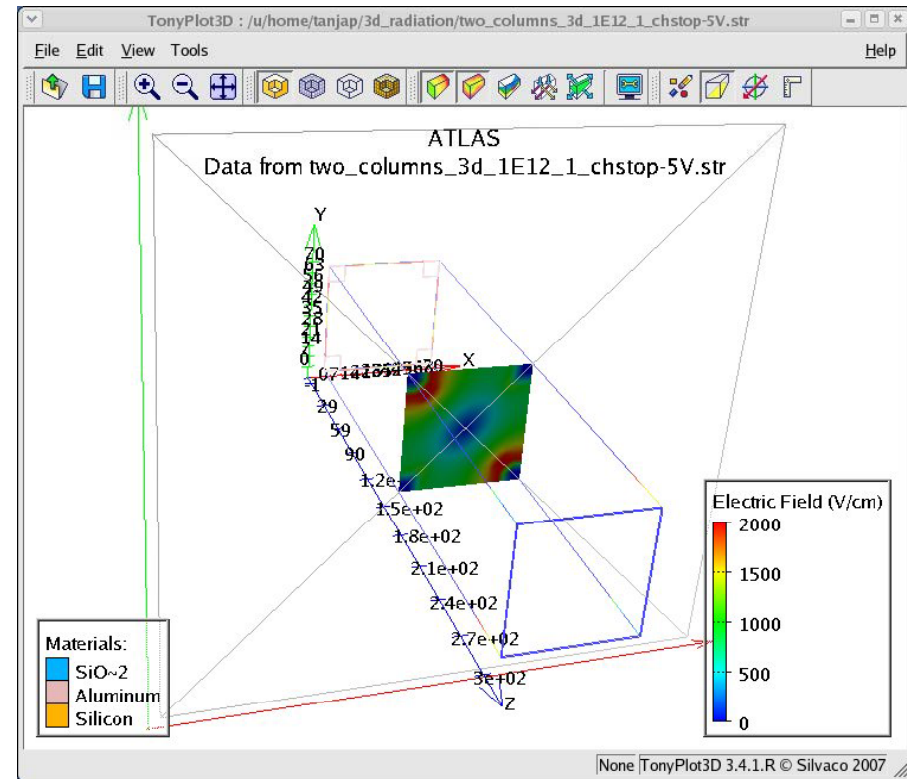 TonyPlot3D : /u/home/tanjap/3d_radiation/two_columns_3d_1E12_1_chstop-5V.str
File Edit View Tools Help
ATLAS
Data from two_columns_3d_1E12_1_chstop-5V.str
Y
70
63
56
49
42
35
28
21
14
7
0
X
70
-1
29
59
90
1.2e+
1.5e+02
1.8e+02
2.1e+02
2.4e+02
2.7e+02
3e+02
Z
Electric Field (V/cm)
2000
1500
1000
500
0
Materials:
SiO~2
Aluminum
Silicon
None TonyPlot3D 3.4.1.R © Silvaco 2007